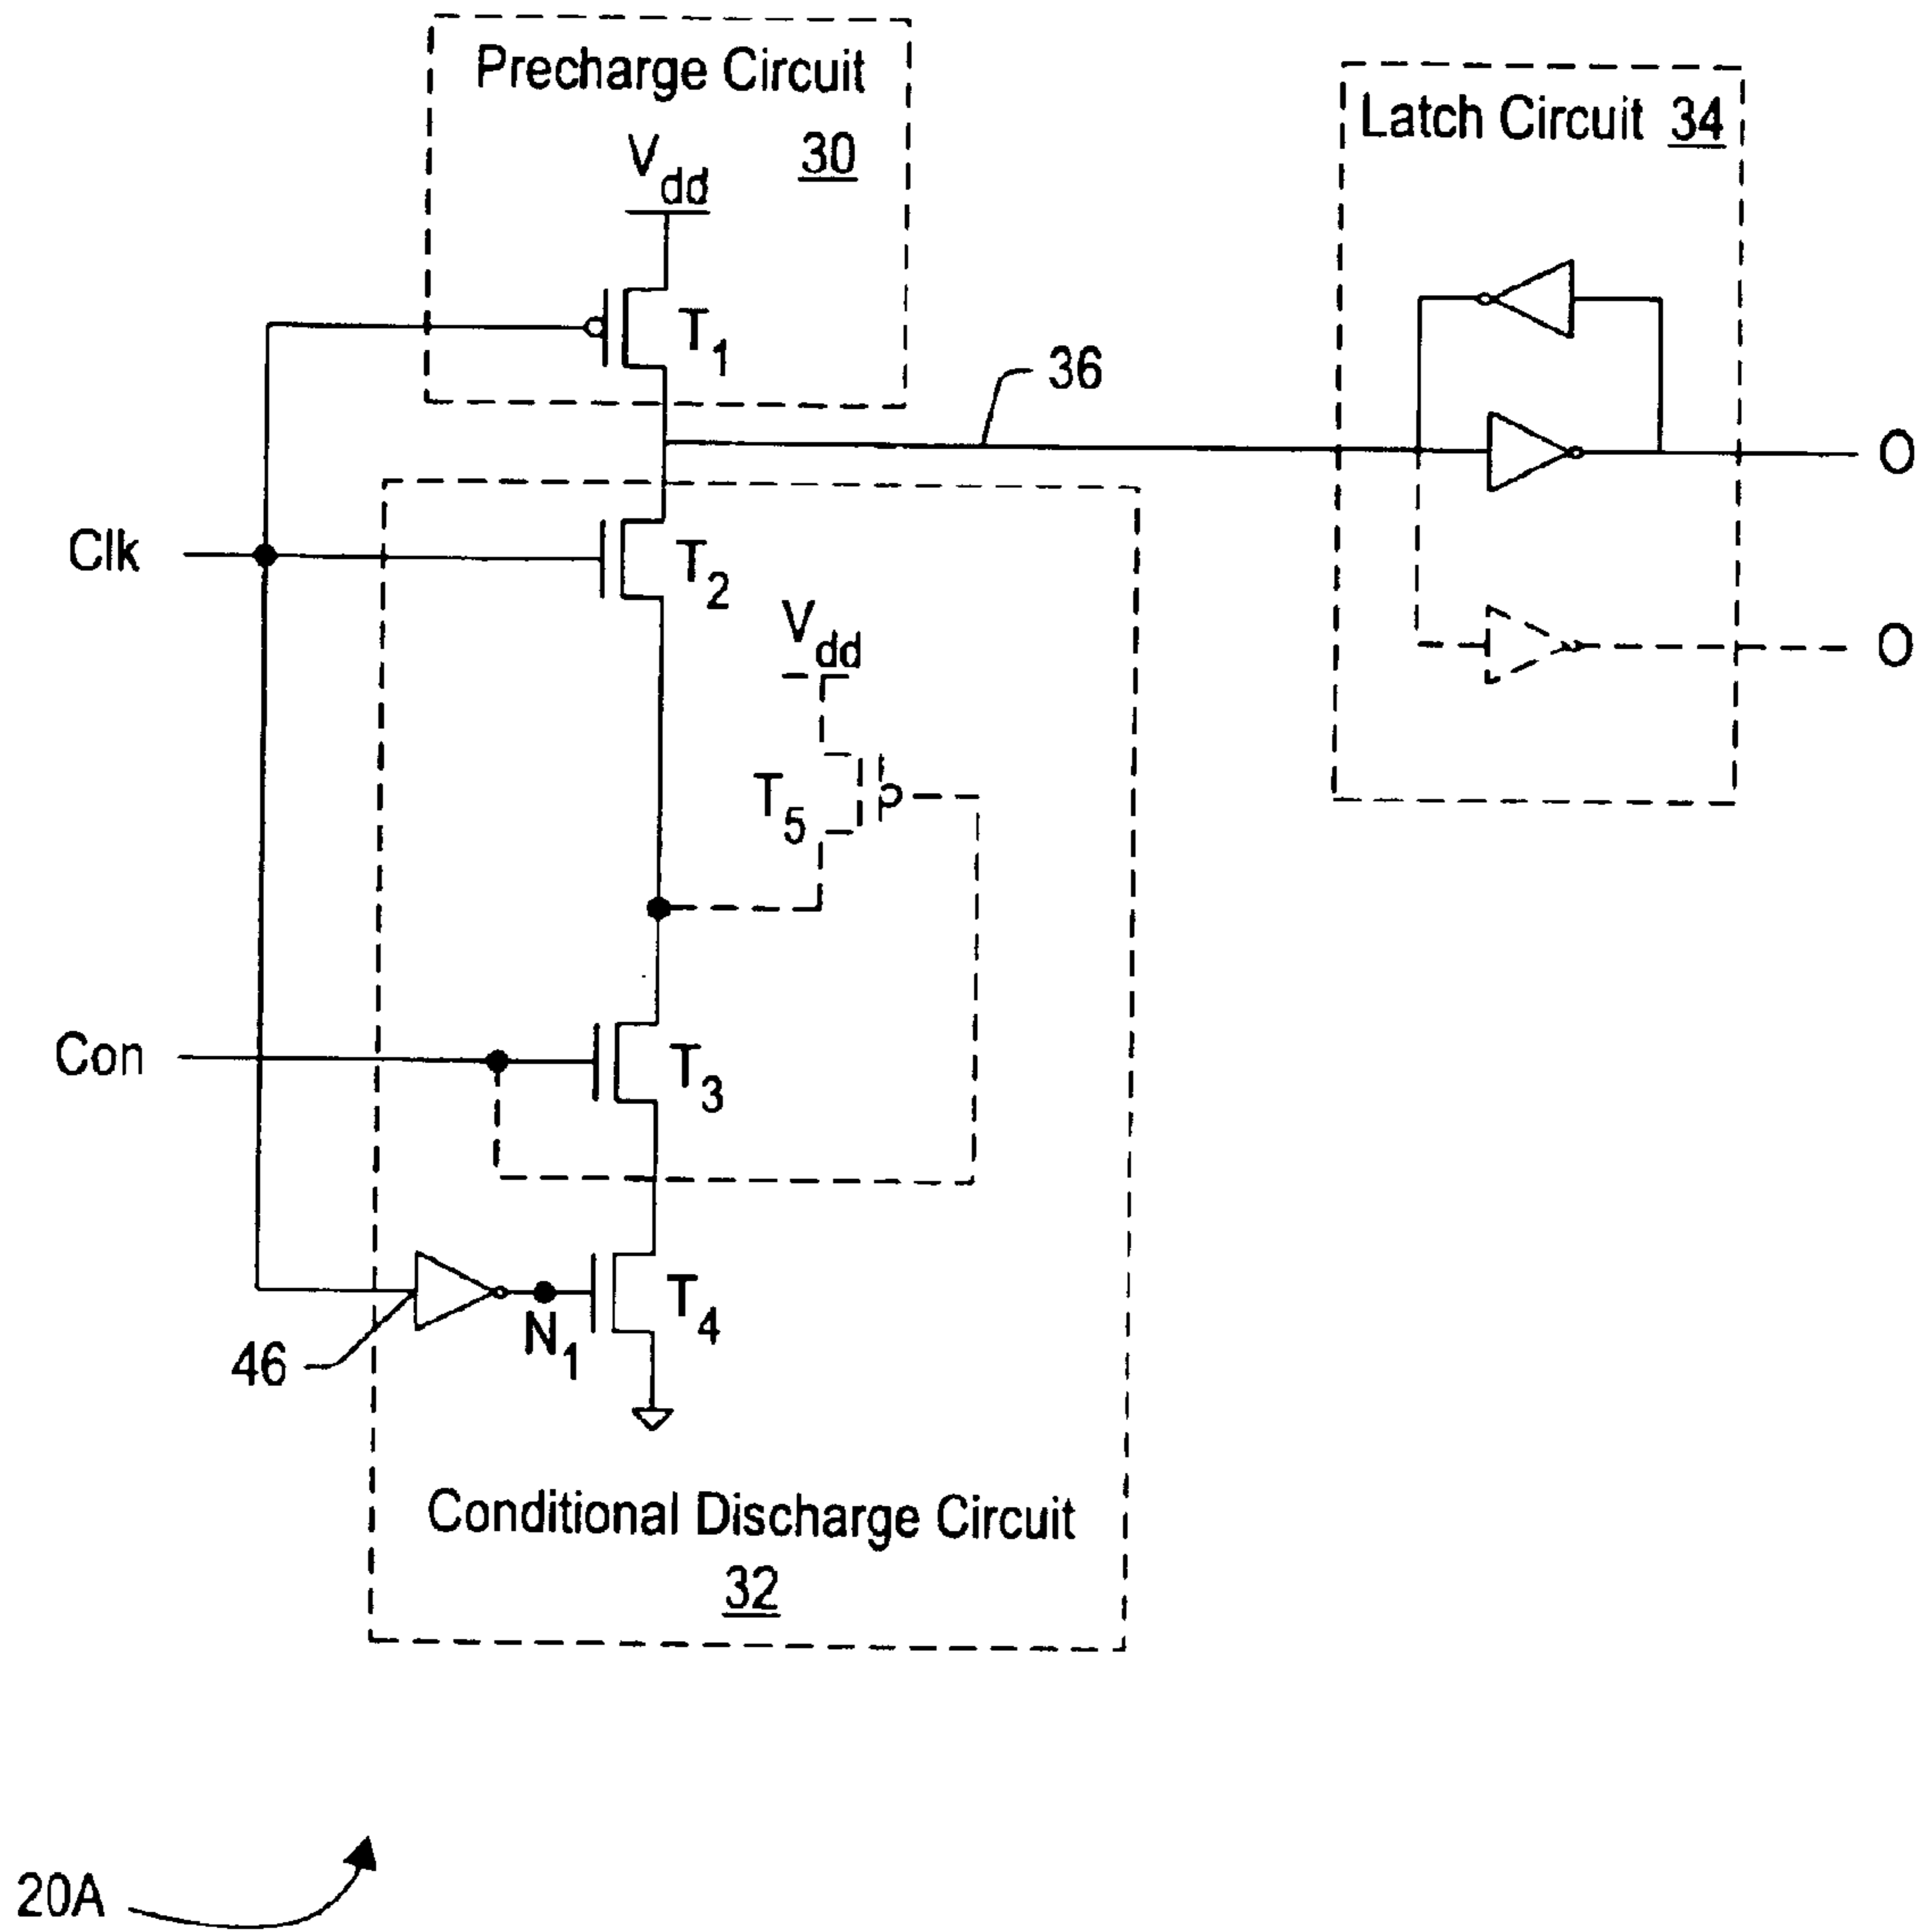 Precharge Circuit
30
Vdd
T1
36
Latch Circuit 34
O
Clk
T2
Vdd
O
T5
Con
T3
46
N1
T4
Conditional Discharge Circuit
32
20A